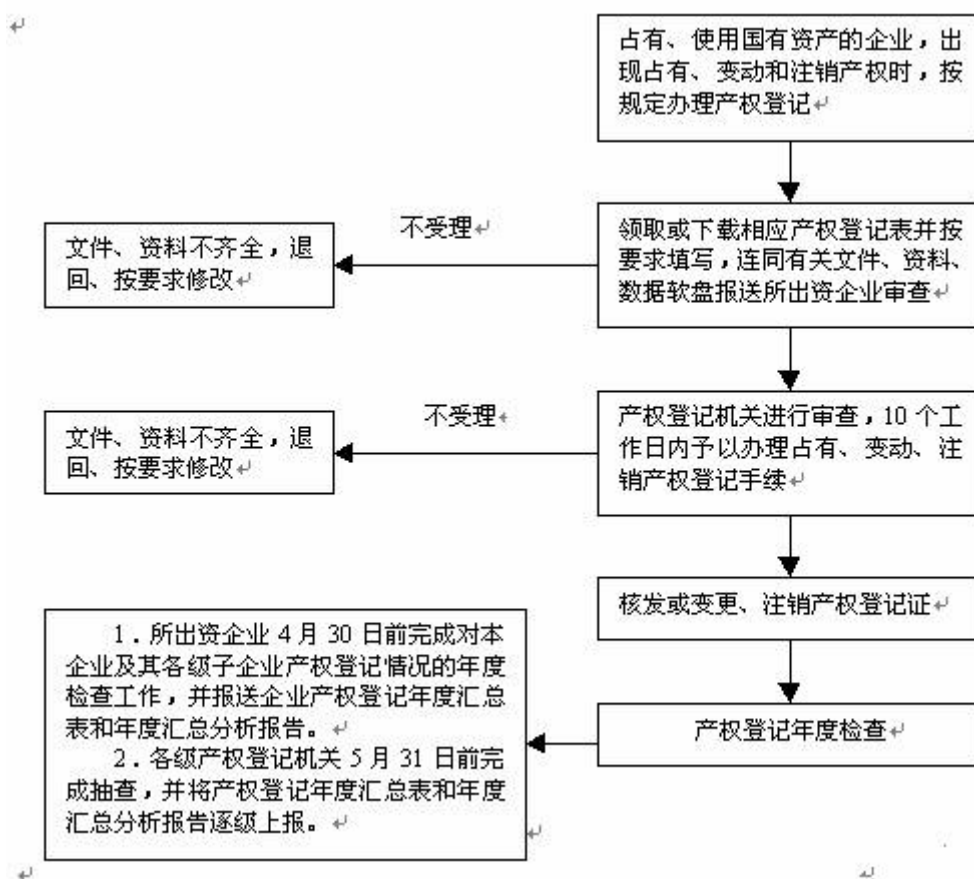 占有、使用国有资产的企业，出
现占有、变动和注销产权时，按
规定办理产权登记
不受理
领取或下载相应产权登记表并按
要求填写，连同有关文件、资料、
数据软盘报送所出资企业审查
文件、资料不齐全，退
回、按要求修改
不受理
产权登记机关进行审查，10 个工
作日内予以办理占有、变动、注
销产权登记手续
文件、资料不齐全，退
回、按要求修改
核发或变更、注销产权登记证
产权登记年度检查
1．所出资企业 4 月 30 日前完成对本
企业及其各级子企业产权登记情况的年度
检查工作，并报送企业产权登记年度汇总
表和年度汇总分析报告。
2．各级产权登记机关 5 月 31 日前完
成抽查，并将产权登记年度汇总表和年度
汇总分析报告逐级上报。